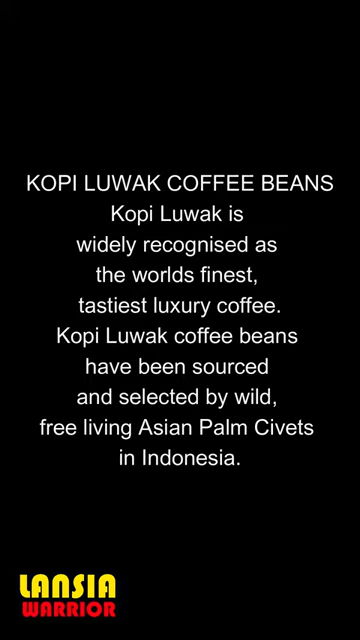 KOPI LUWAK COFFEE BEANS
Kopi Luwak is
widely recognised as
the worlds finest,
tastiest luxury coffee.
Kopi Luwak coffee beans
have been sourced
and selected by wild,
free living Asian Palm Civets
in Indonesia.
LANSIA
WARRIOR